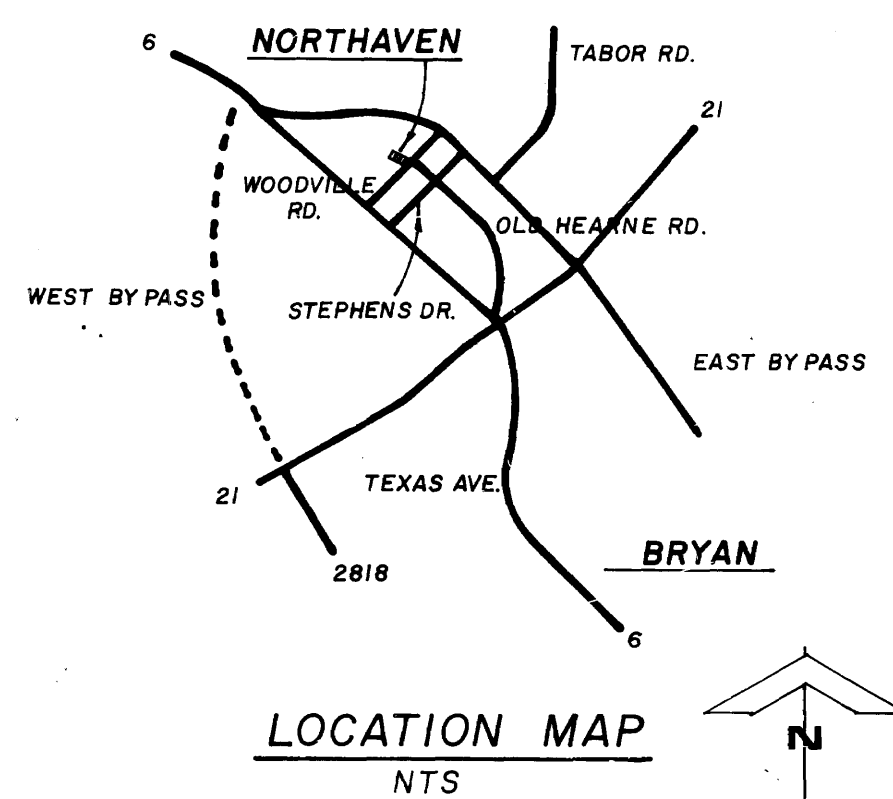 6
NORTHAVEN
TABOR RD.
21
WOODVILLE
RD.
OLD HEARNE RD.
WEST BY PASS
STEPHENS DR.
EAST BY PASS
21
TEXAS AVE.
2818
BRYAN
6
LOCATION MAP
NTS
N